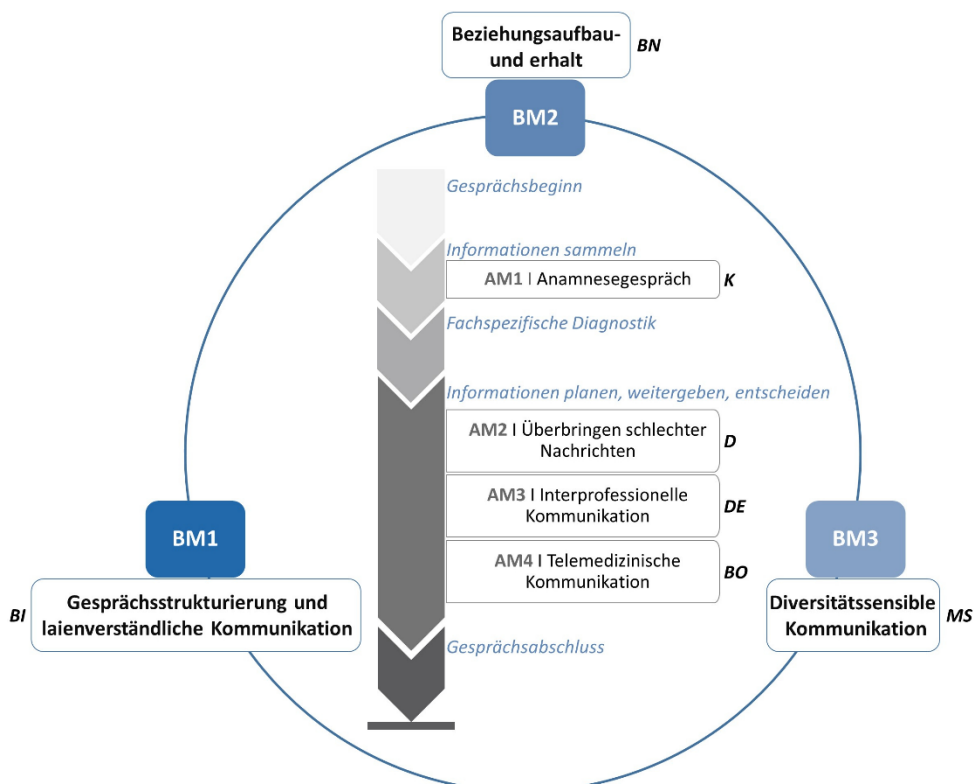 Beziehungsaufbau-
und erhalt
BN
BM2
Gesprächsbeginn
Informationen sammeln
AM1 I Anamnesegespräch
K
Fachspezifische Diagnostik
Informationen planen, weitergeben, entscheiden
AM2 I Überbringen schlechter
Nachrichten
D
AM3 I Interprofessionelle
Kommunikation
DE
AM4 I Telemedizinische
Kommunikation
BO
Gesprächsabschluss
BM1
BI
Gesprächsstrukturierung und
laienverständliche Kommunikation
BM3
Diversitätssensible
Kommunikation
MS